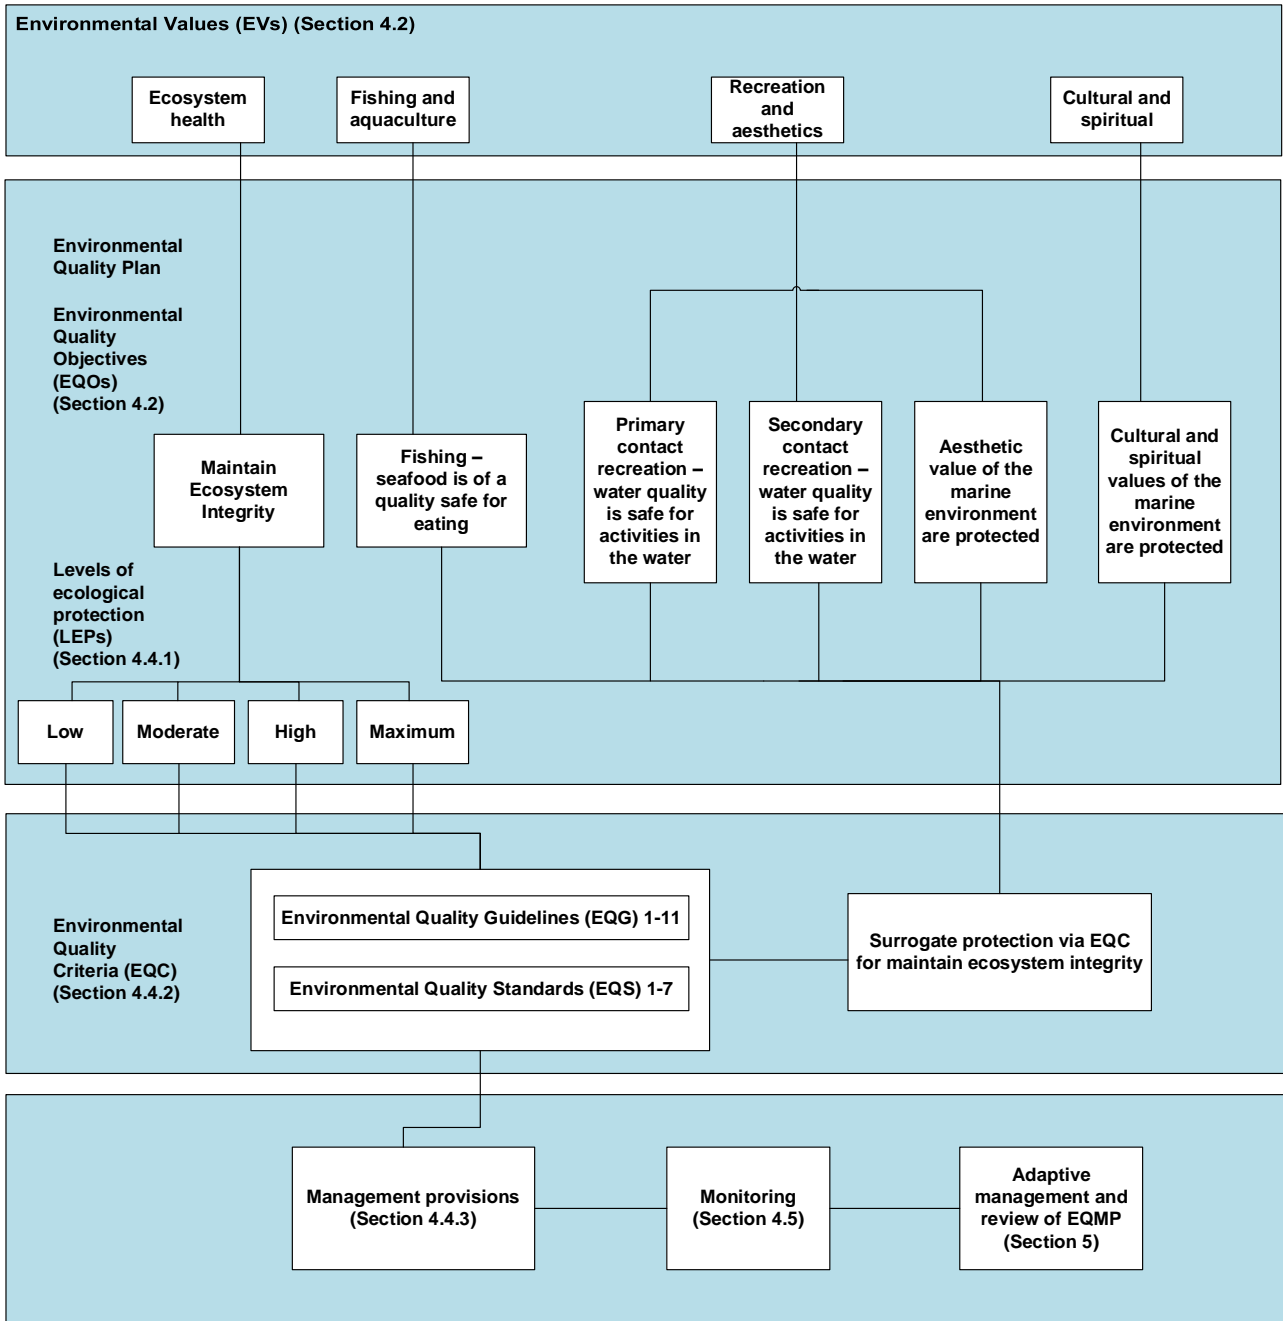 Environmental Values (EVs) (Section 4.2)
Ecosystem
health
Fishing and
aquaculture
Recreation
and
aesthetics
Cultural and
spiritual
Environmental
Quality Plan
Environmental
Quality
Objectives
(EQOs)
(Section 4.2)
Maintain
Ecosystem
Integrity
Fishing –
seafood is of a
quality safe for
eating
Primary
contact
recreation –
water quality
is safe for
activities in
the water
Secondary
contact
recreation –
water quality
is safe for
activities in
the water
Aesthetic
value of the
marine
environment
are protected
Cultural and
spiritual
values of the
marine
environment
are protected
Levels of
ecological
protection
(LEPs)
(Section 4.4.1)
Low
Moderate
High
Maximum
Environmental
Quality
Criteria (EQC)
(Section 4.4.2)
Environmental Quality Guidelines (EQG) 1-11
Environmental Quality Standards (EQS) 1-7
Surrogate protection via EQC
for maintain ecosystem integrity
Management provisions
(Section 4.4.3)
Monitoring
(Section 4.5)
Adaptive
management and
review of EQMP
(Section 5)